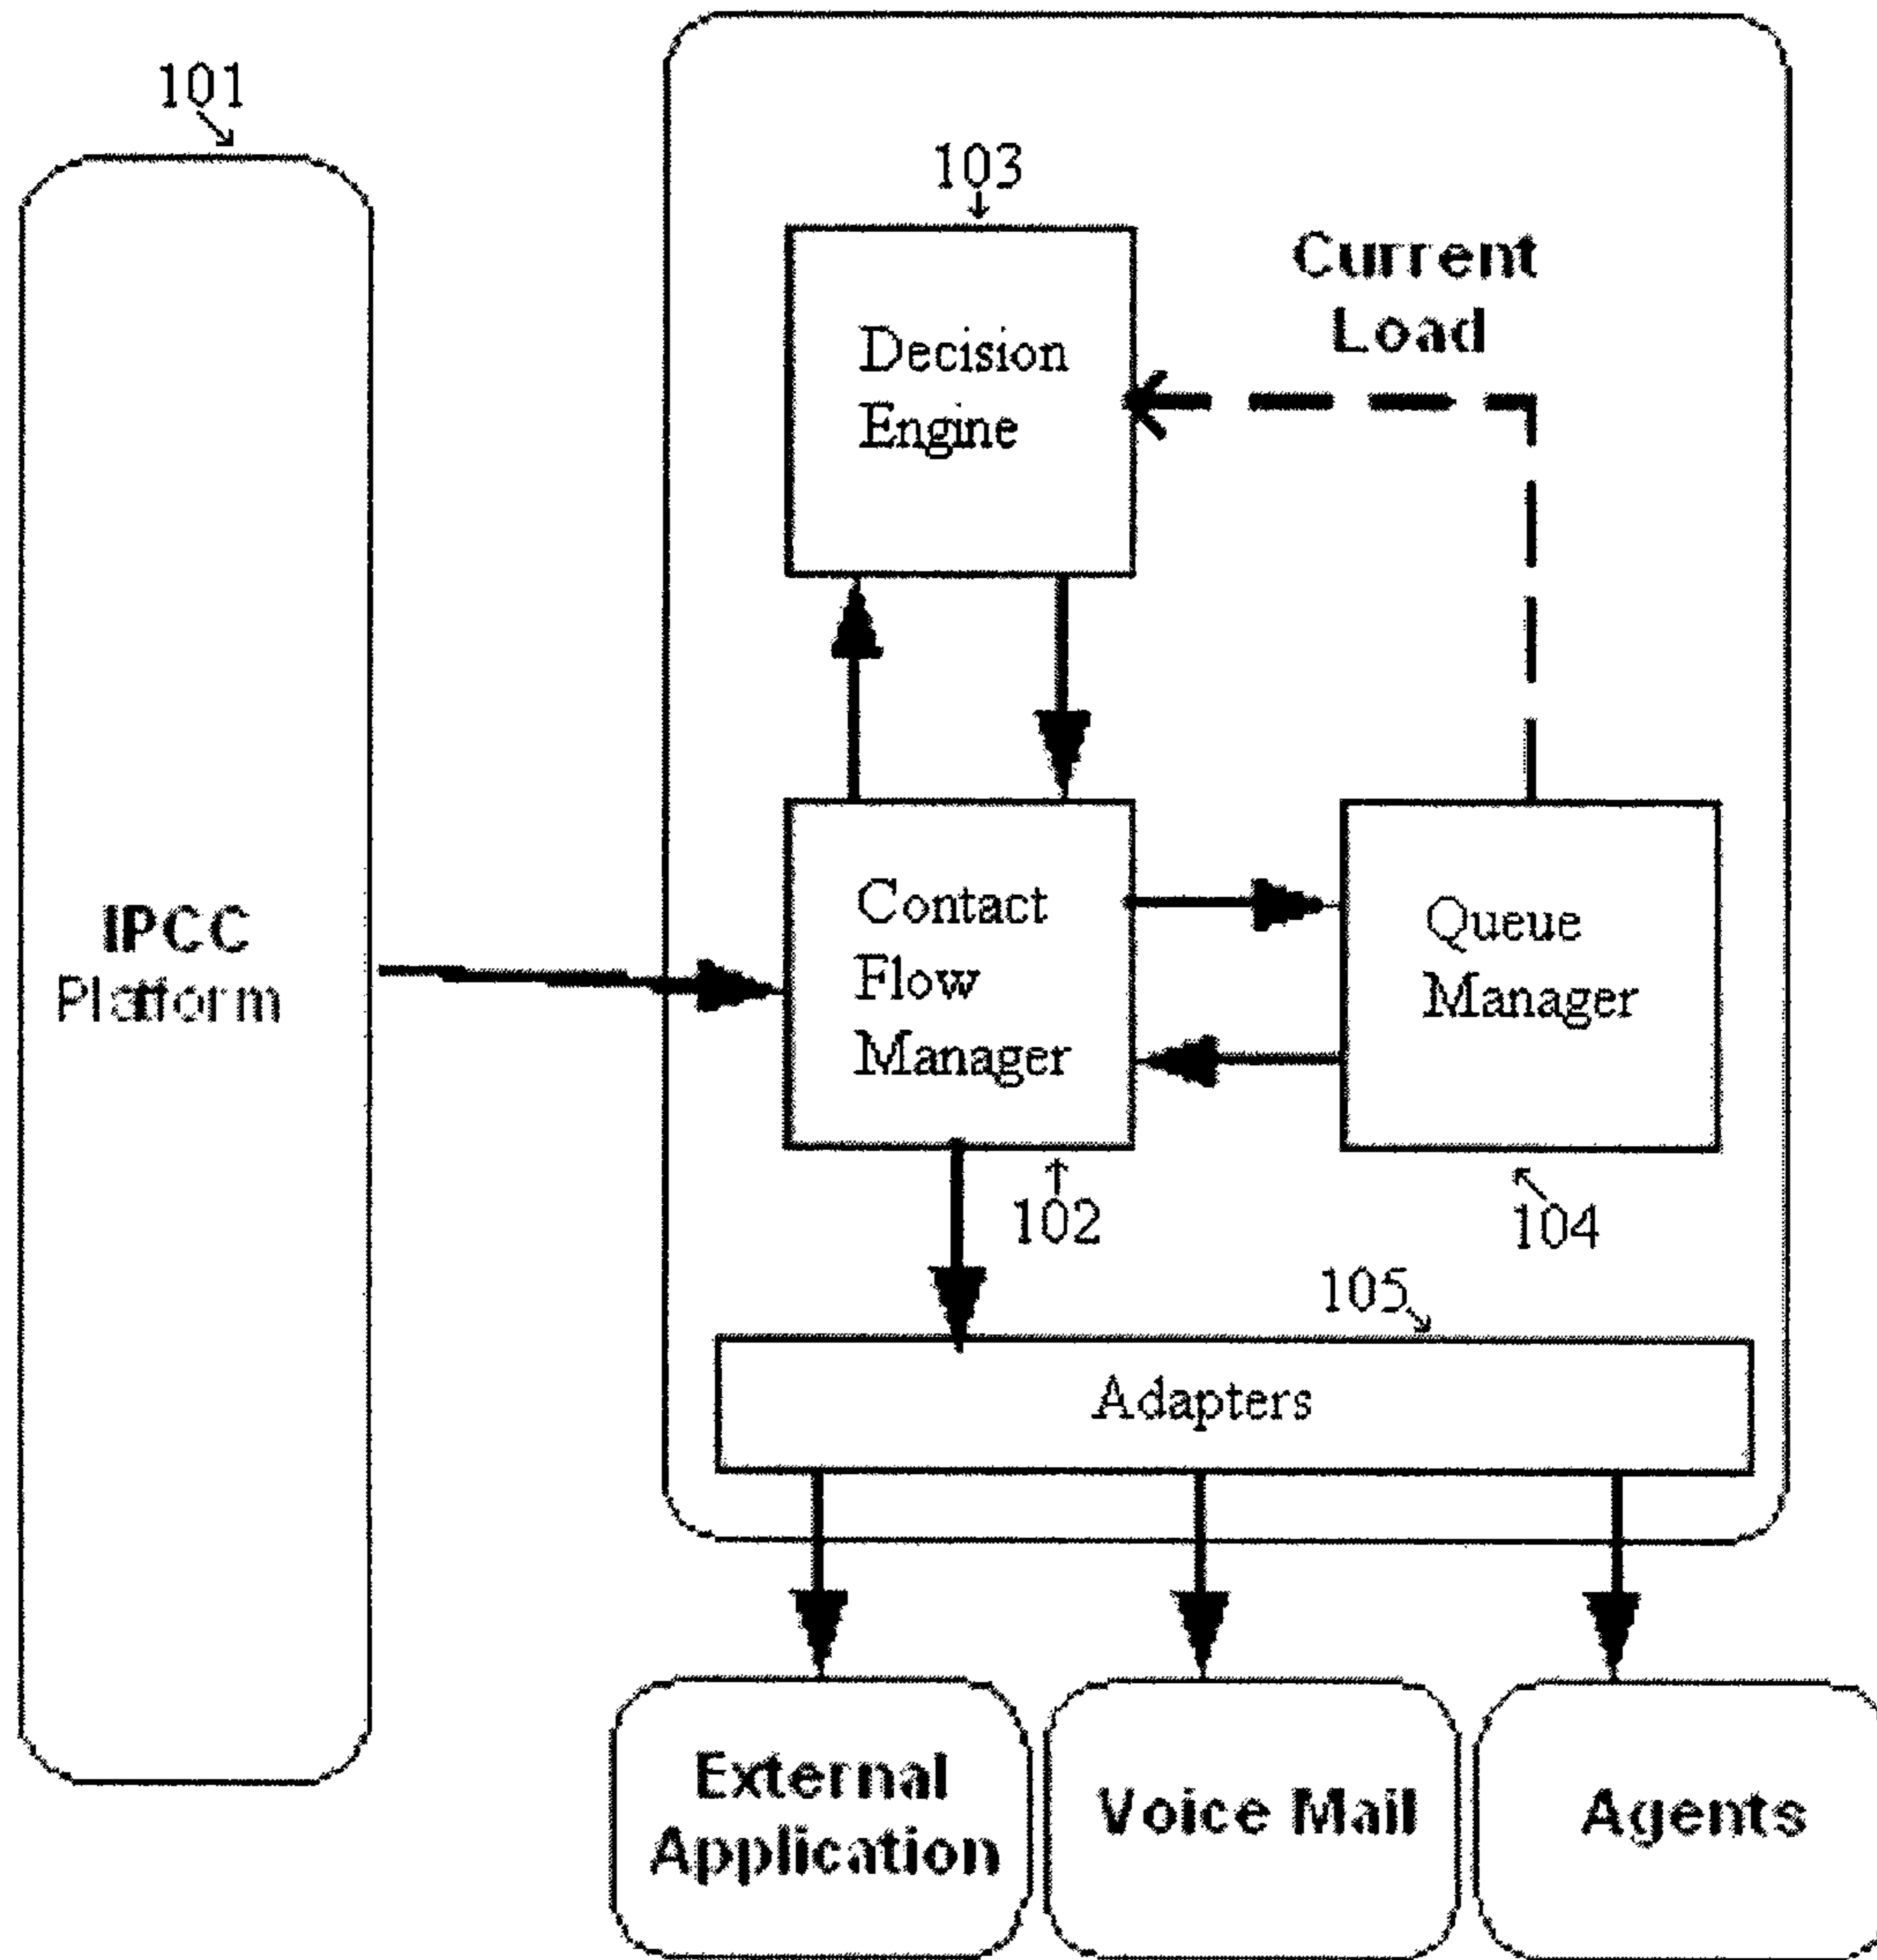 101
103
Current
Load
Decision
Engine
IPCC
Platform
Contact
Flow
Manager
Queue
Manager
102
104
105
Adapters
External
Application
Voice Mail
Agents